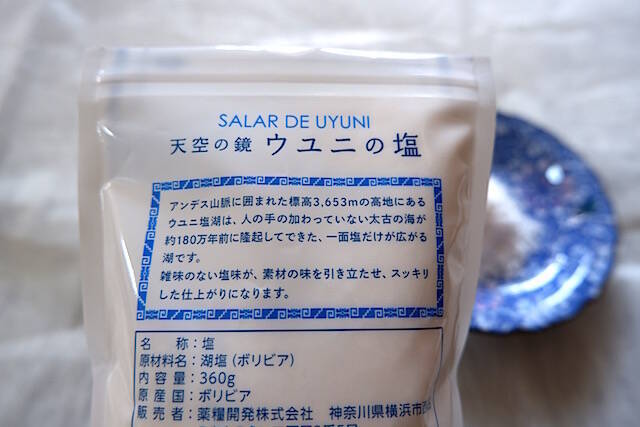 SALAR DE UYUNI
天空の鏡 ウユニの塩
アンデス山脈に囲まれた標高3,653mの高地にある
ウユニ塩湖は、人の手の加わっていない太古の海が
約180万年前に隆起してできた、一面塩だけが広がる
湖です。
雑味のない塩味が、素材の味を引き立たせ、スッキリ
した仕上がりになります。
名 称：塩
原材料名：湖塩（ボリビア）
内容量：360g
原産国：ボリビア
販売者：薬糧開発株式会社 神奈川県横浜市